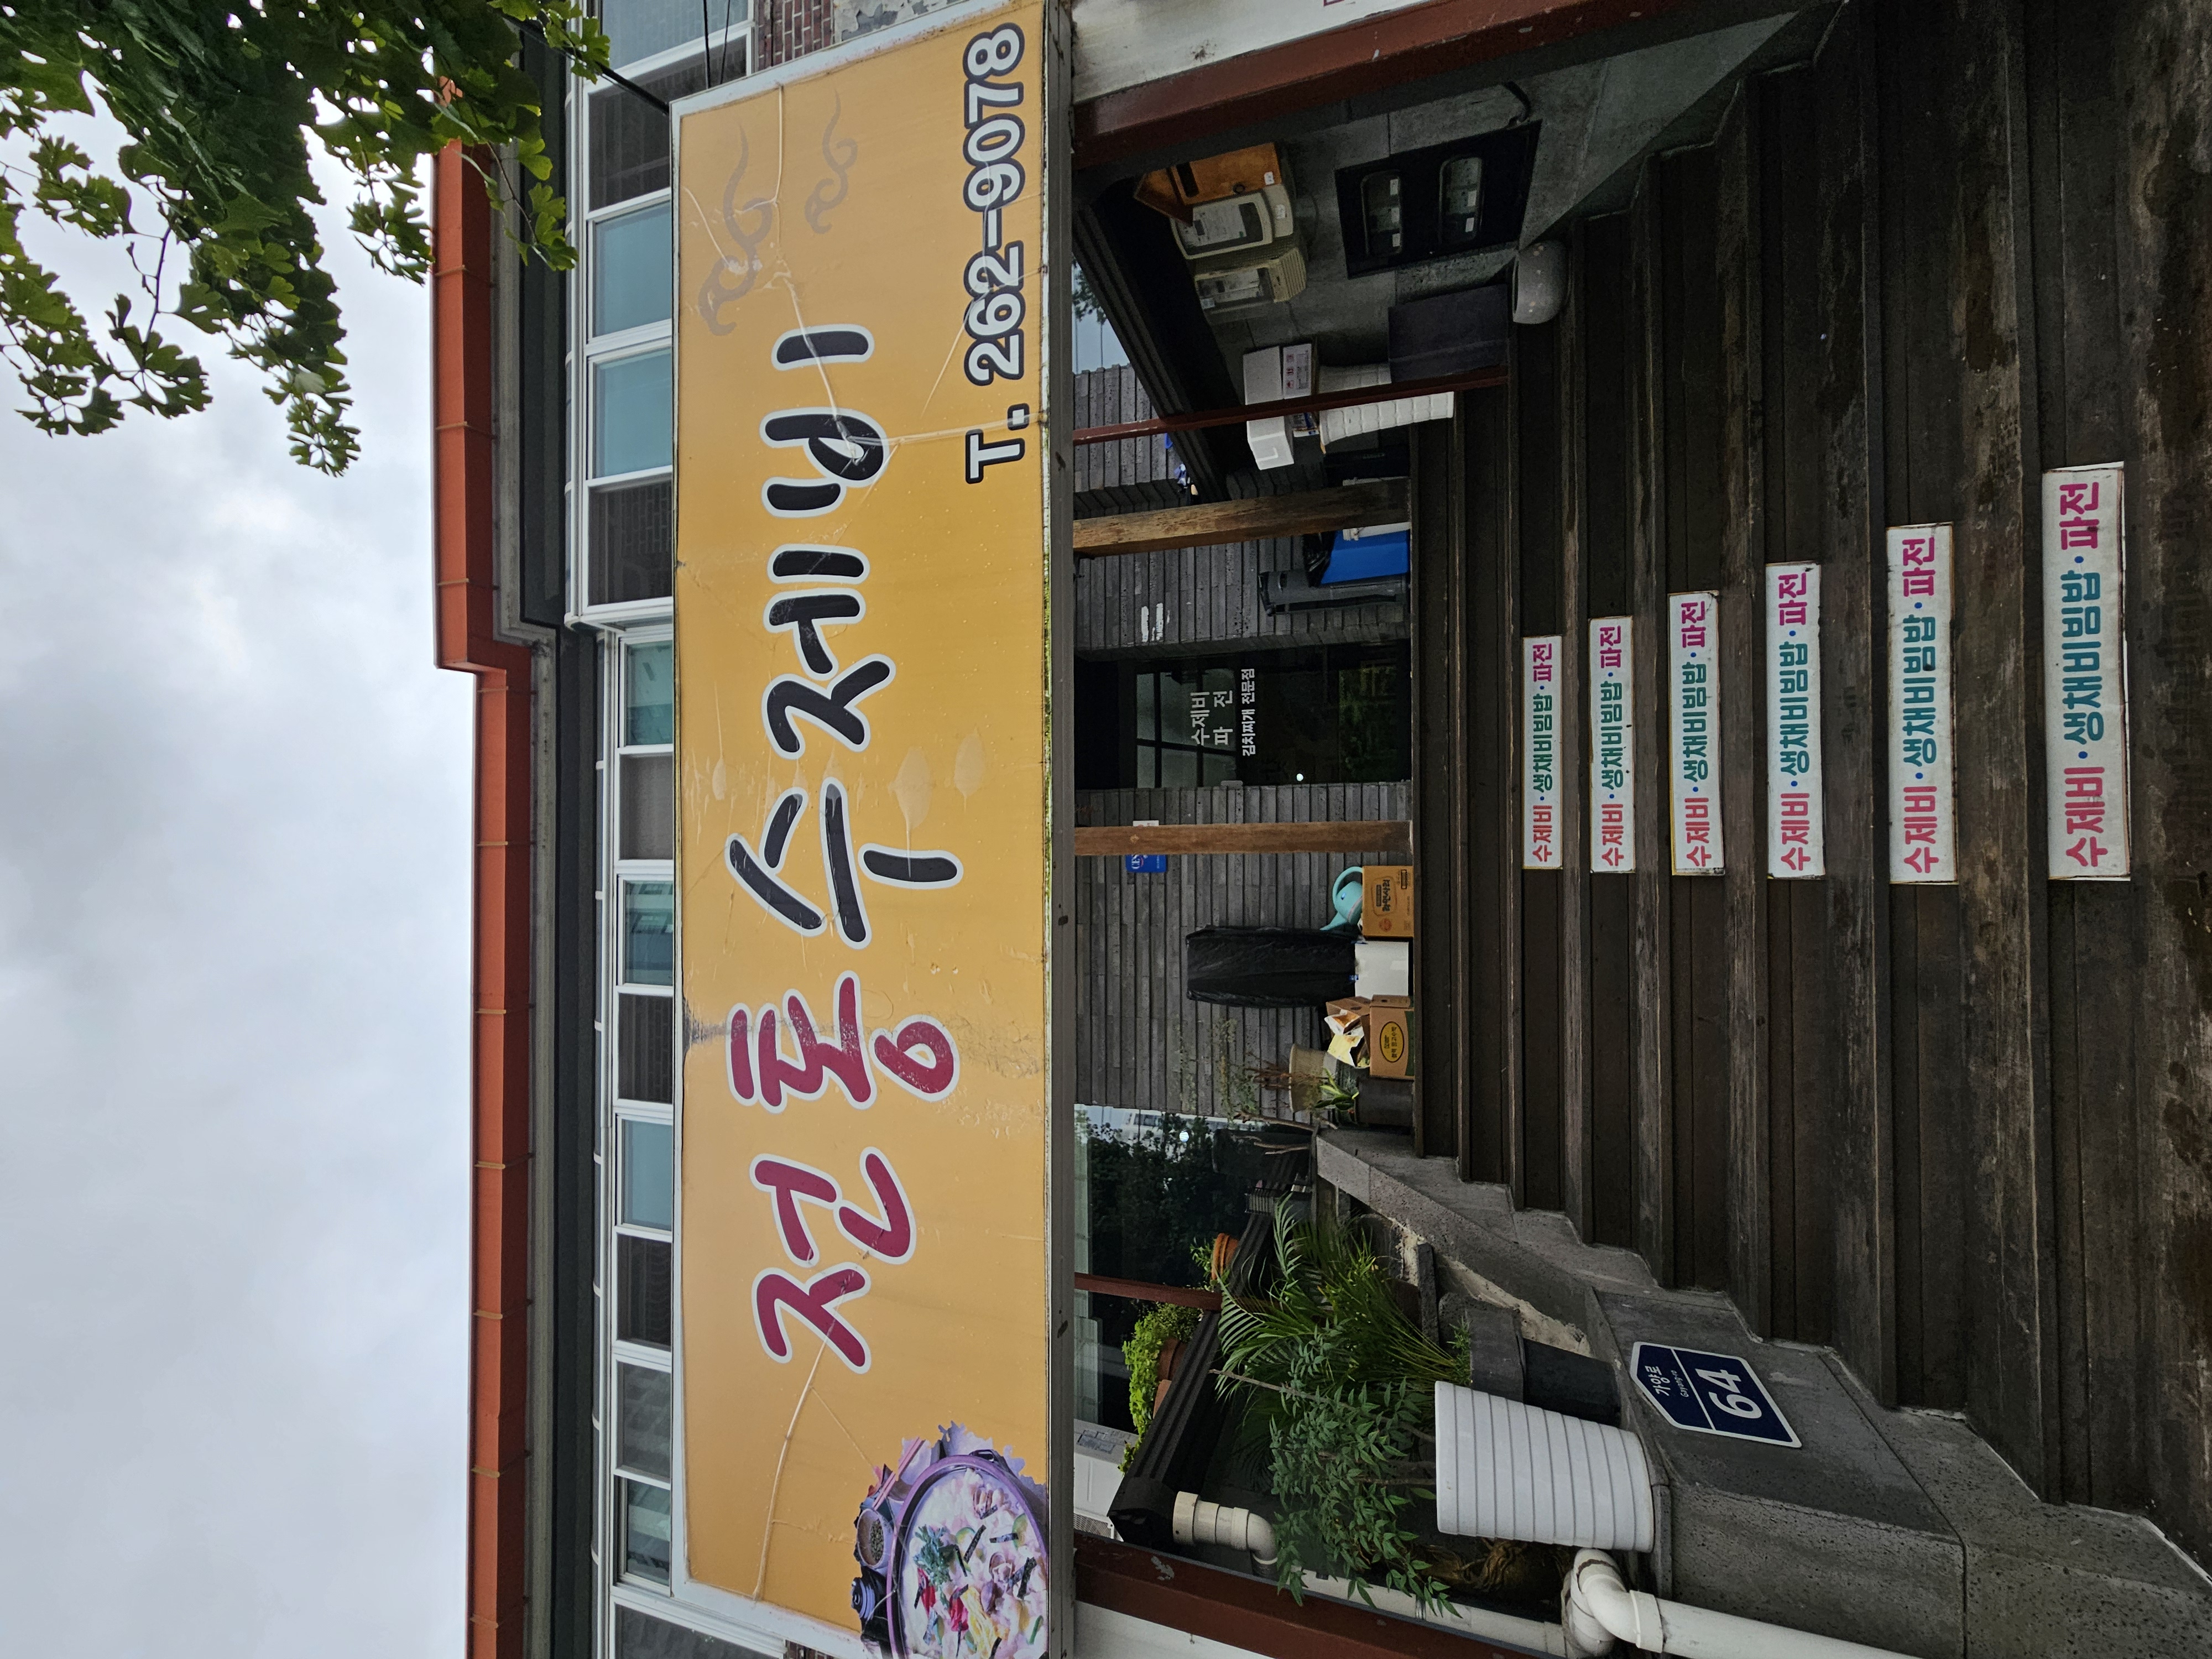 전통 수제비
T. 262-9078
수제비
파 전
김치찌개 전문점
수제비·생채비빔밥·파전
수제비·생채비빔밥·파전
수제비·생채비빔밥·파전
수제비·생채비빔밥·파전
수제비·생채비빔밥·파전
수제비·생채비빔밥·파전
가양로
Gayang-ro
64